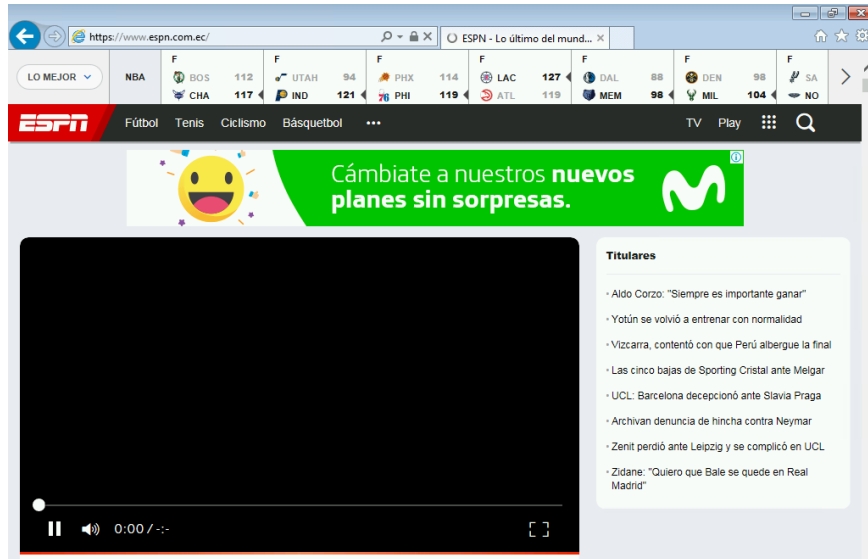 https://www.espn.com.ec/
ESPN - Lo último del mund...
LO MEJOR
NBA
F
BOS 112
CHA 117
F
UTAH 94
IND 121
F
PHX 114
PHI 119
F
LAC 127
ATL 119
F
DAL 88
MEM 98
F
DEN 98
MIL 104
F
SA
NO
ESPN
Fútbol Tenis Ciclismo Básquetbol ••• TV Play
Cámbiate a nuestros nuevos
planes sin sorpresas.
Titulares
Aldo Corzo: "Siempre es importante ganar"
Yotún se volvió a entrenar con normalidad
Vizcarra, contentó con que Perú albergue la final
Las cinco bajas de Sporting Cristal ante Melgar
UCL: Barcelona decepcionó ante Slavia Praga
Archivan denuncia de hincha contra Neymar
Zenit perdió ante Leipzig y se complicó en UCL
Zidane: "Quiero que Bale se quede en Real
Madrid"
0:00 / -:-